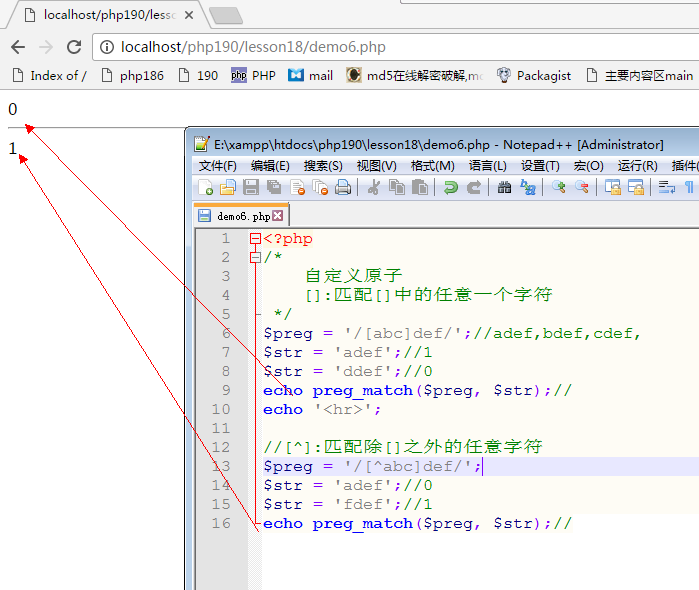 localhost/php190/lesso
localhost/php190/lesson18/demo6.php
Index of / php186 190 PHP mail md5在线解密破解,mc Packagist 主要内容区main
0
1
E:\xampp\htdocs\php190\lesson18\demo6.php - Notepad++ [Administrator]
文件(F) 编辑(E) 搜索(S) 视图(V) 格式(M) 语言(L) 设置(T) 宏(O) 运行(R) 插件(
demo6.php
1 <?php
2 /*
3 自定义原子
4 []:匹配[]中的任意一个字符
5 */
6 $preg = '/[abc]def/';//adef,bdef,cdef,
7 $str = 'adef';//1
8 $str = 'ddef';//0
9 echo preg_match($preg, $str);//
10 echo '<hr>';
11
12 //[^]:匹配除[]之外的任意字符
13 $preg = '/[^abc]def/';
14 $str = 'adef';//0
15 $str = 'fdef';//1
16 echo preg_match($preg, $str);//